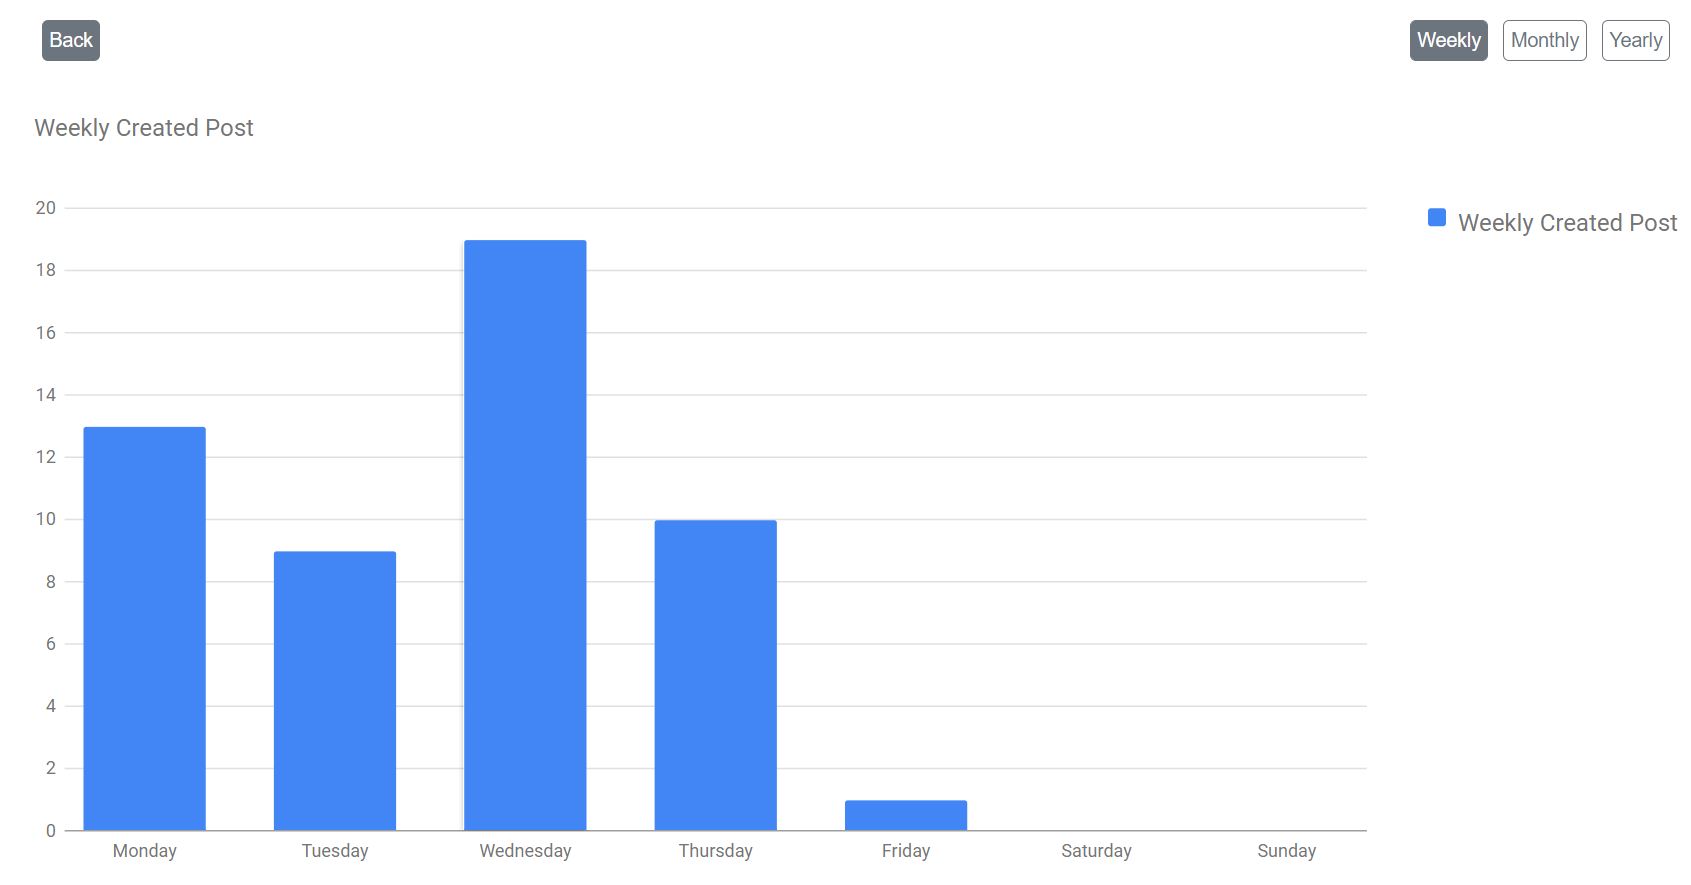 Back
Weekly Monthly Yearly
Weekly Created Post
20
18
16
14
12
10
8
6
4
2
0
Monday Tuesday Wednesday Thursday Friday Saturday Sunday
Weekly Created Post